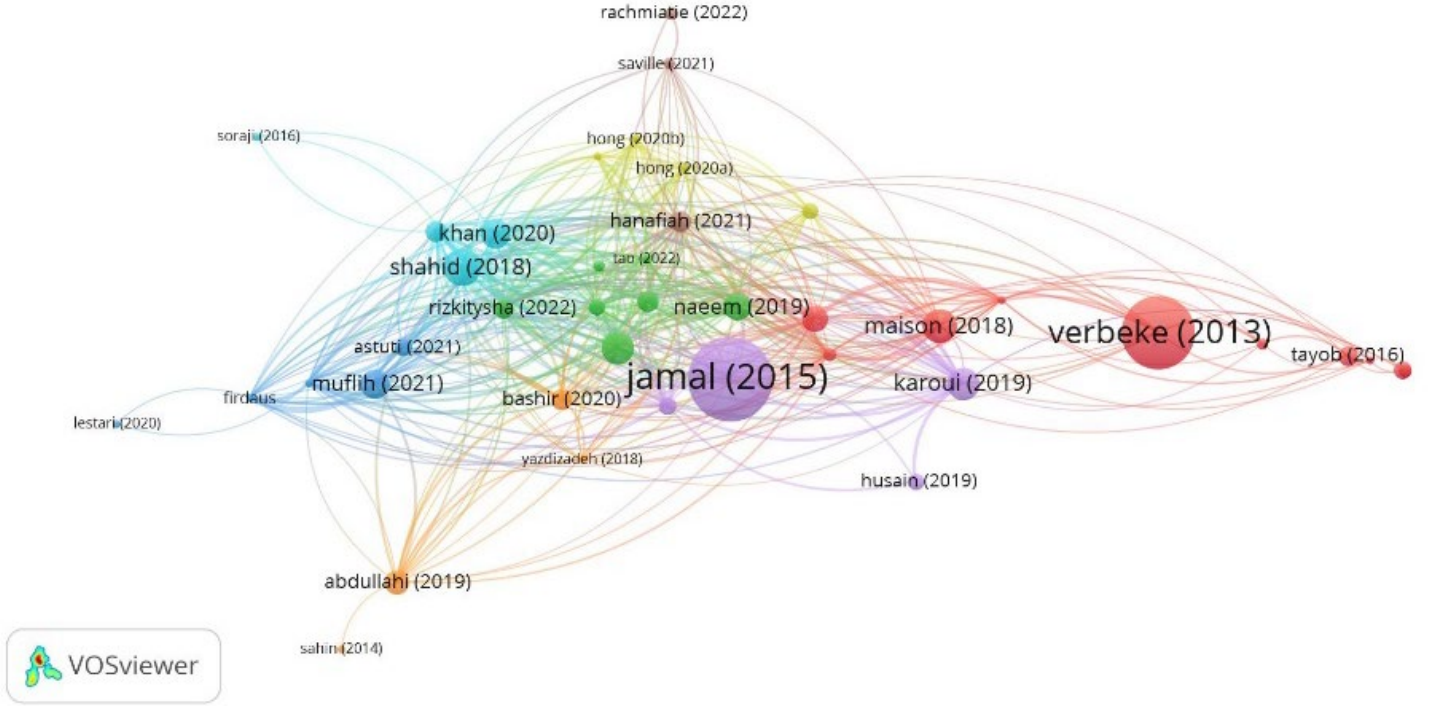 rachmiatie (2022)
saville (2021)
soraji (2016)
hong (2020b)
hong (2020a)
hanafiah (2021)
khan (2020)
tao (2022)
shahid (2018)
rizkitysha (2022)
naeem (2019)
maison (2018)
verbeke (2013)
astuti (2021)
tayob (2016)
jamal (2015)
muflih (2021)
karoui (2019)
firdaus
bashir (2020)
lestari (2020)
yazdizadeh (2018)
husain (2019)
abdullahi (2019)
sahin (2014)
VOSviewer